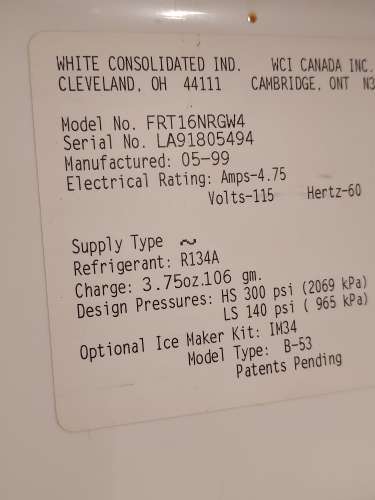 WHITE CONSOLIDATED IND. WCI CANADA INC.
CLEVELAND, OH 44111 CAMBRIDGE, ONT N3
Model No. FRT16NRGW4
Serial No. LA91805494
Manufactured: 05-99
Electrical Rating: Amps-4.75
Volts-115 Hertz-60
Supply Type ~
Refrigerant: R134A
Charge: 3.75oz.106 gm.
Design Pressures: HS 300 psi (2069 kPa)
LS 140 psi ( 965 kPa)
Optional Ice Maker Kit: IM34
Model Type: B-53
Patents Pending